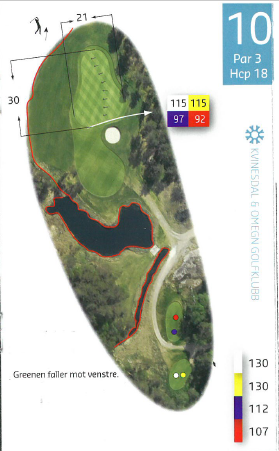 10
Par 3
Hcp 18
21
30
115 115
97 92
KVINESDAL & OMEGN GOLFKLUBB
Greenen faller mot venstre.
130
130
112
107